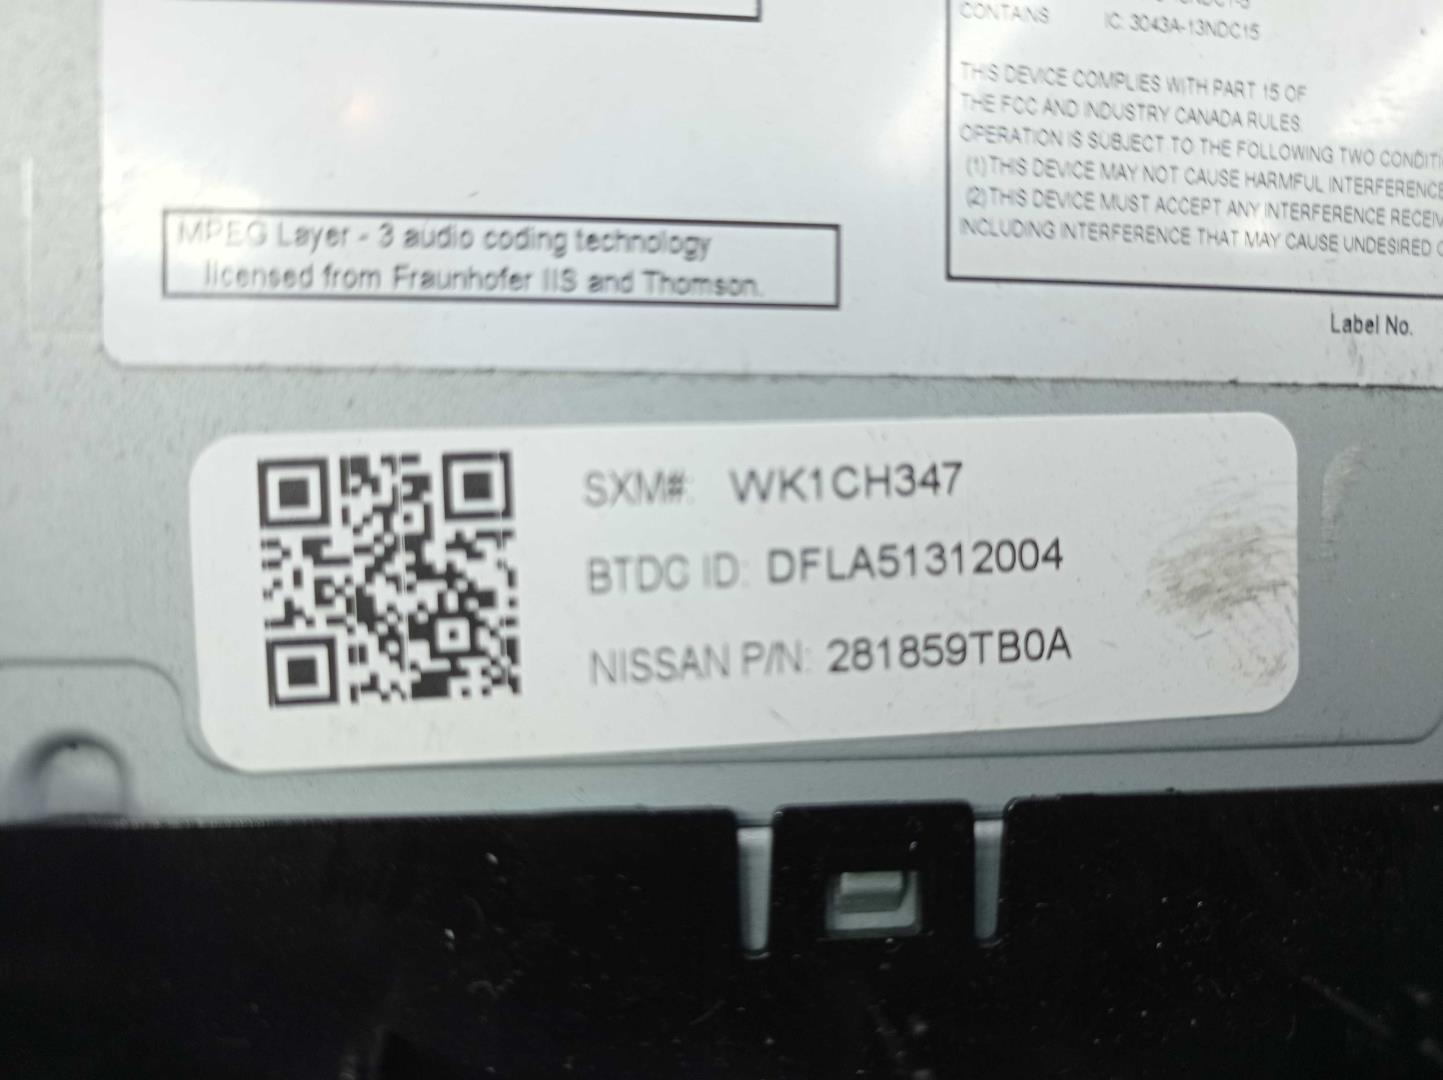 CONTAINS IC: 3043A-13NDC15
THIS DEVICE COMPLIES WITH PART 15 OF
THE FCC AND INDUSTRY CANADA RULES.
OPERATION IS SUBJECT TO THE FOLLOWING TWO CONDITI
(1)THIS DEVICE MAY NOT CAUSE HARMFUL INTERFERENCE
(2)THIS DEVICE MUST ACCEPT ANY INTERFERENCE RECEIV
INCLUDING INTERFERENCE THAT MAY CAUSE UNDESIRED O
MPEG Layer - 3 audio coding technology
licensed from Fraunhofer IIS and Thomson.
Label No.
SXM#: WK1CH347
BTDC ID: DFLA51312004
NISSAN P/N: 281859TB0A